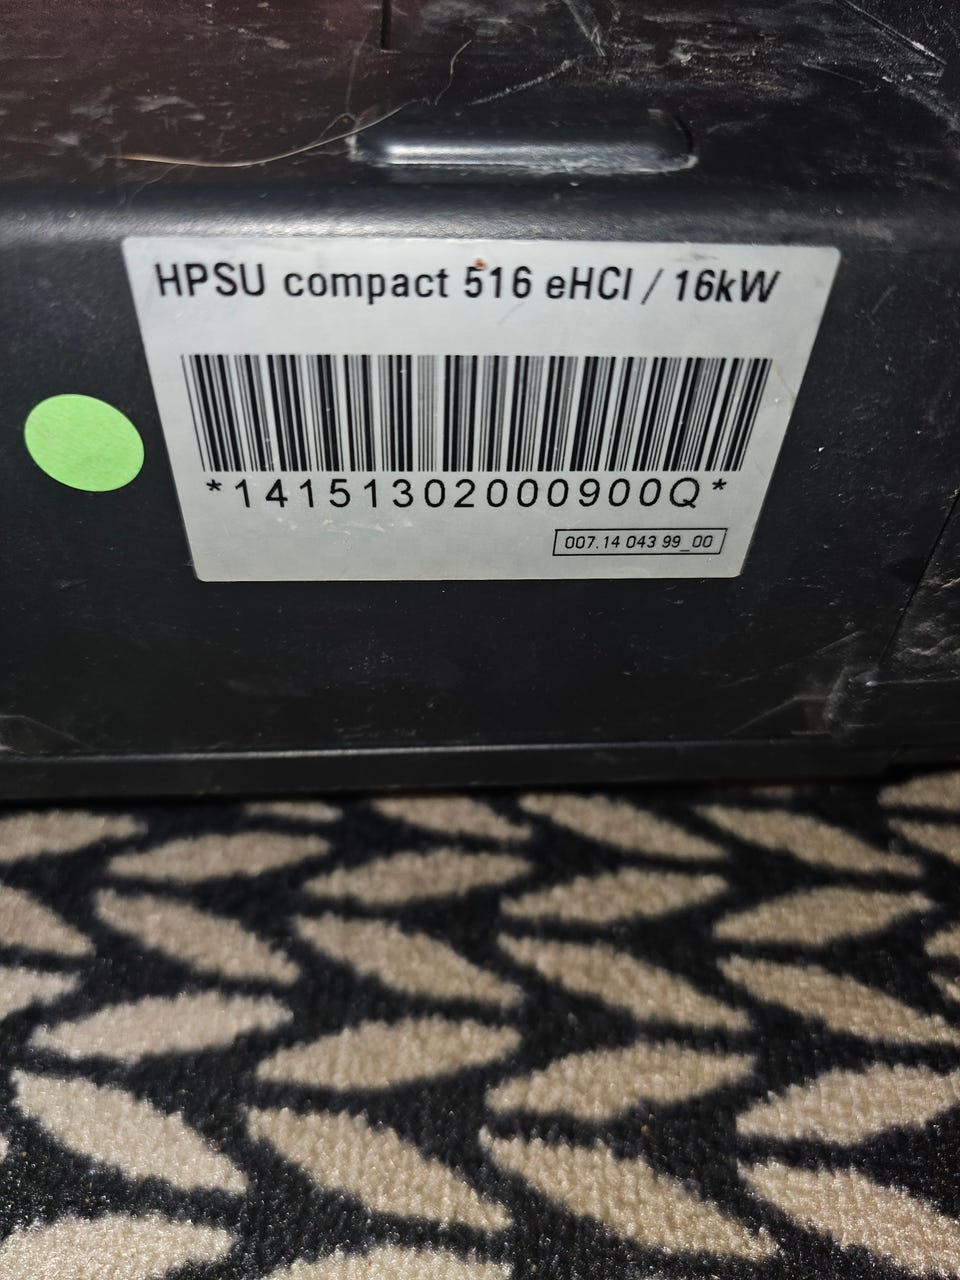 HPSU compact 516 eHCI / 16kW
*14151302000900Q*
007.14 043 99_00